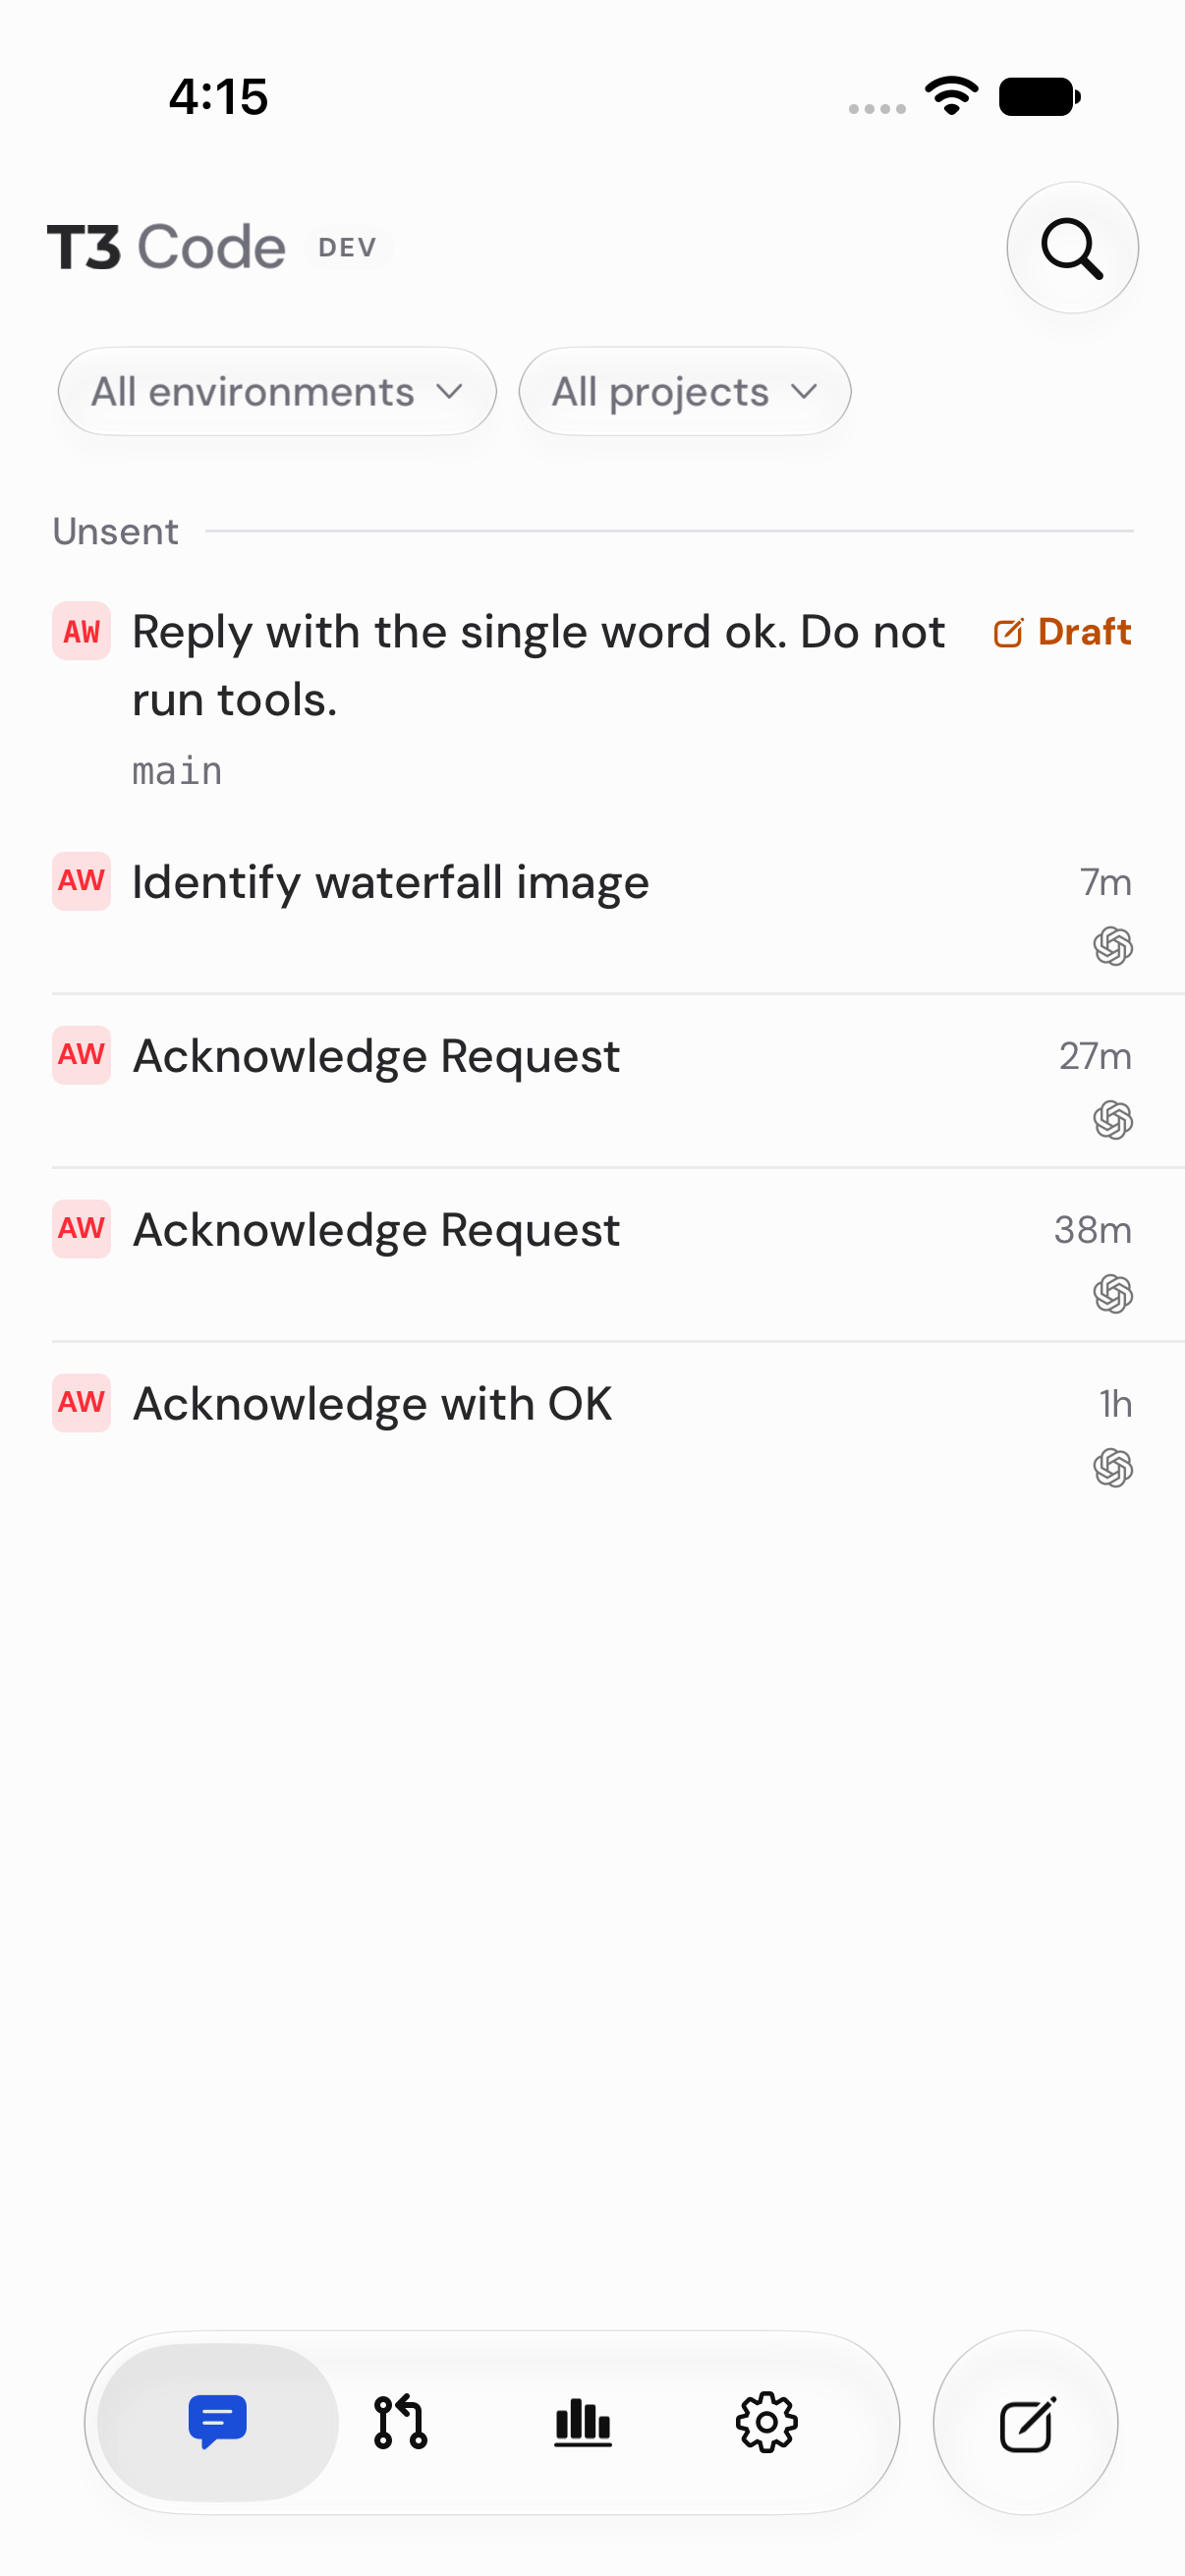 4:15
T3 Code DEV
All environments
All projects
Unsent
AW Reply with the single word ok. Do not Draft
run tools.
main
AW Identify waterfall image 7m
AW Acknowledge Request 27m
AW Acknowledge Request 38m
AW Acknowledge with OK 1h